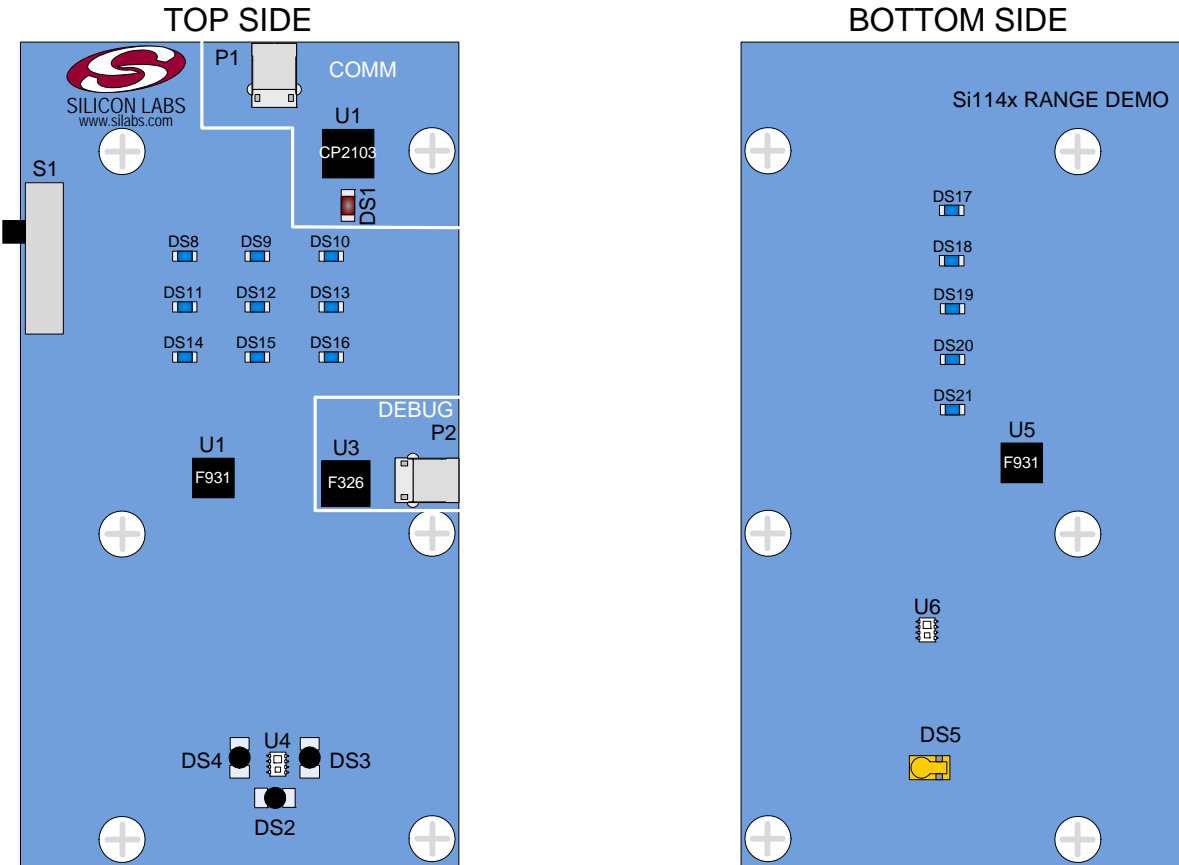 TOP SIDE
BOTTOM SIDE
P1
COMM
SILICON LABS
www.silabs.com
U1
CP2103
S1
DS1
DS8 DS9 DS10
DS11 DS12 DS13
DS14 DS15 DS16
DEBUG
P2
U1
F931
U3
F326
U4
DS4
DS3
DS2
Si114x RANGE DEMO
DS17
DS18
DS19
DS20
DS21
U5
F931
U6
DS5